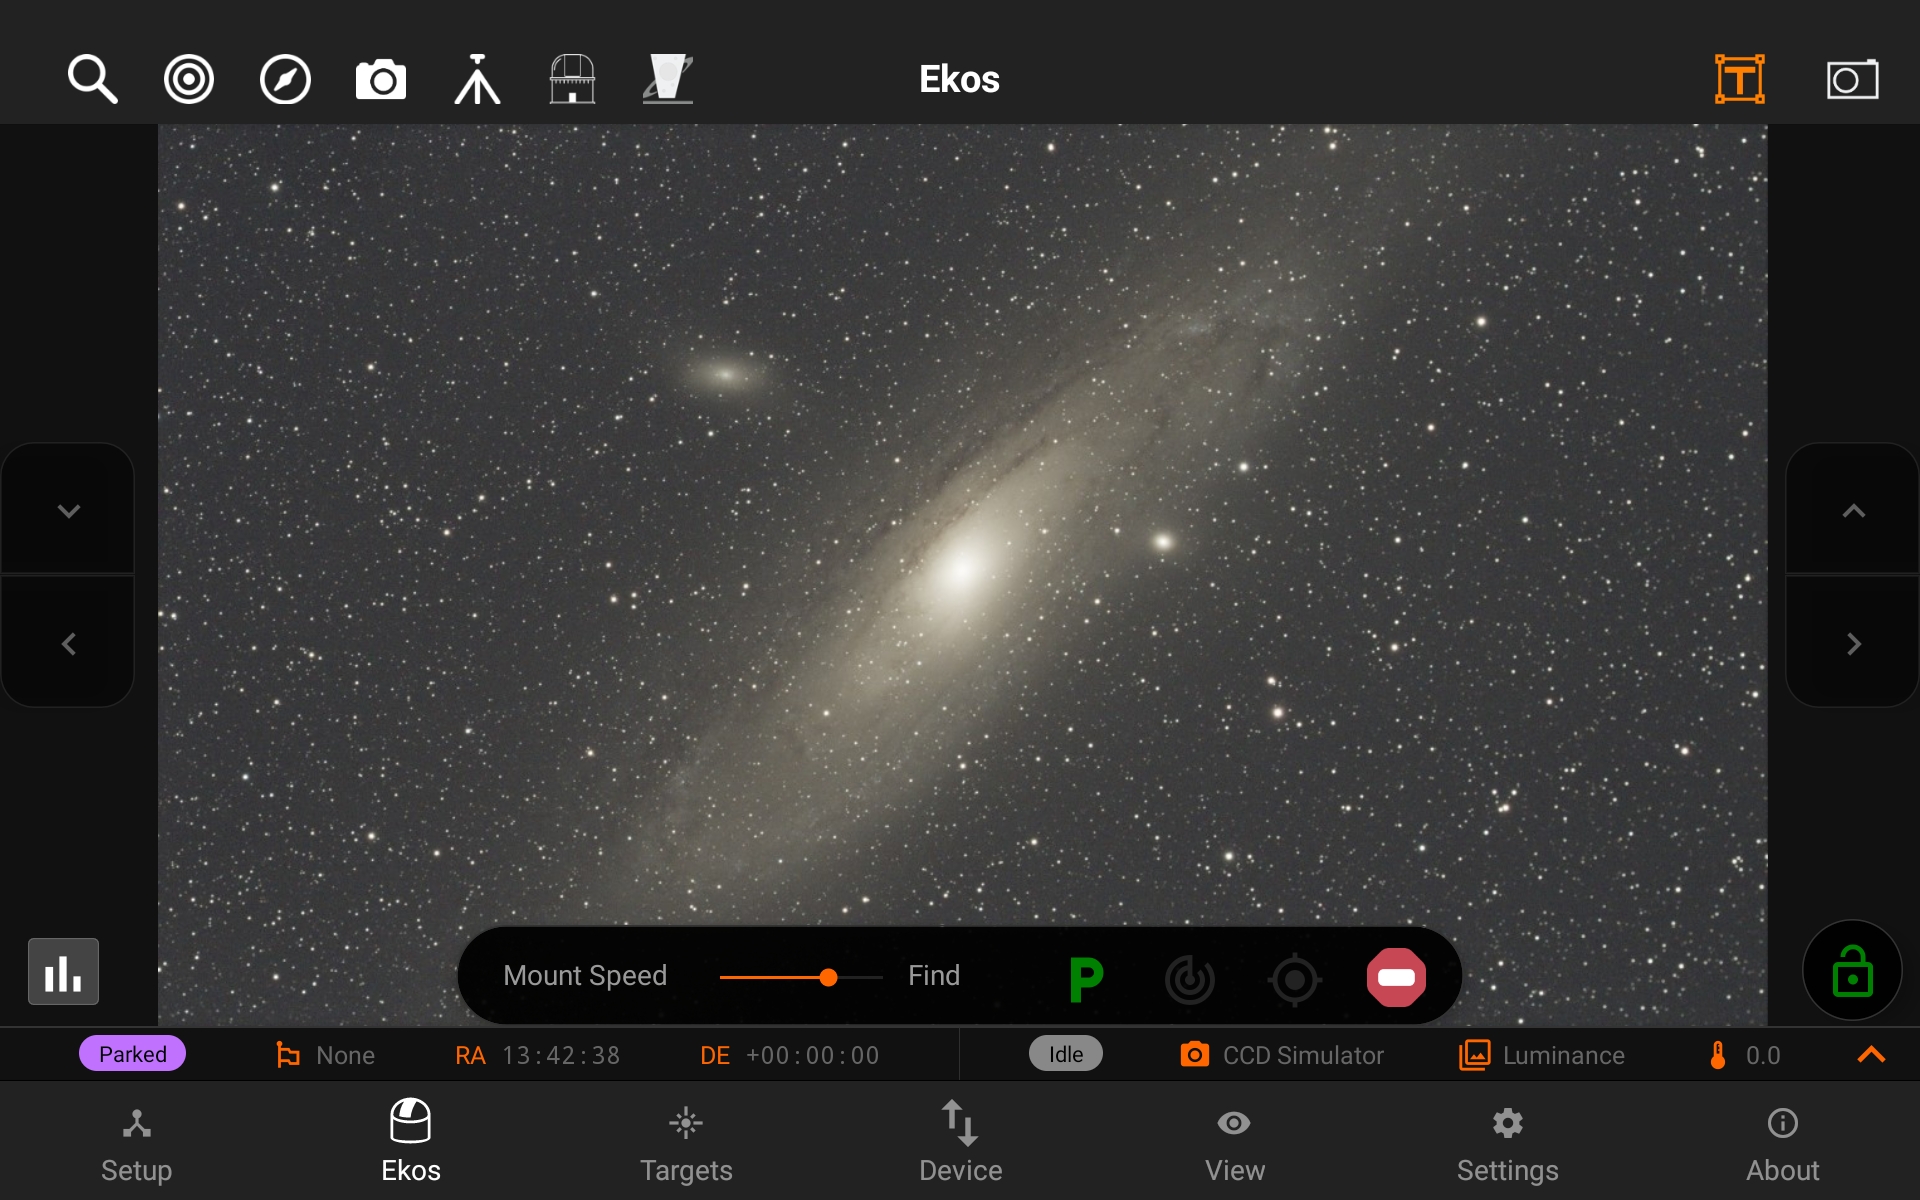 Ekos
Mount Speed Find P
Parked None RA 13:42:38 DE +00:00:00 Idle CCD Simulator Luminance 0.0
Setup Ekos Targets Device View Settings About